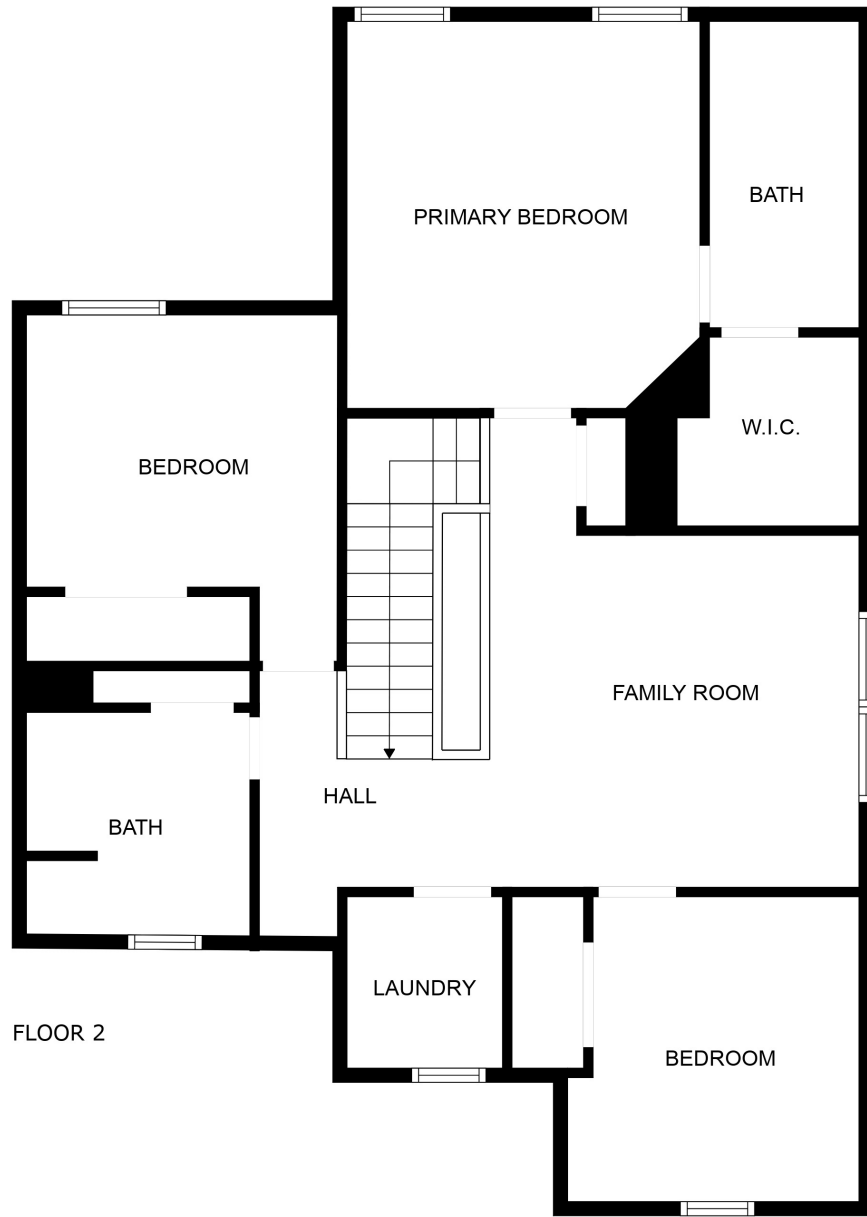 BATH
PRIMARY BEDROOM
W.I.C.
BEDROOM
FAMILY ROOM
HALL
BATH
LAUNDRY
FLOOR 2
BEDROOM